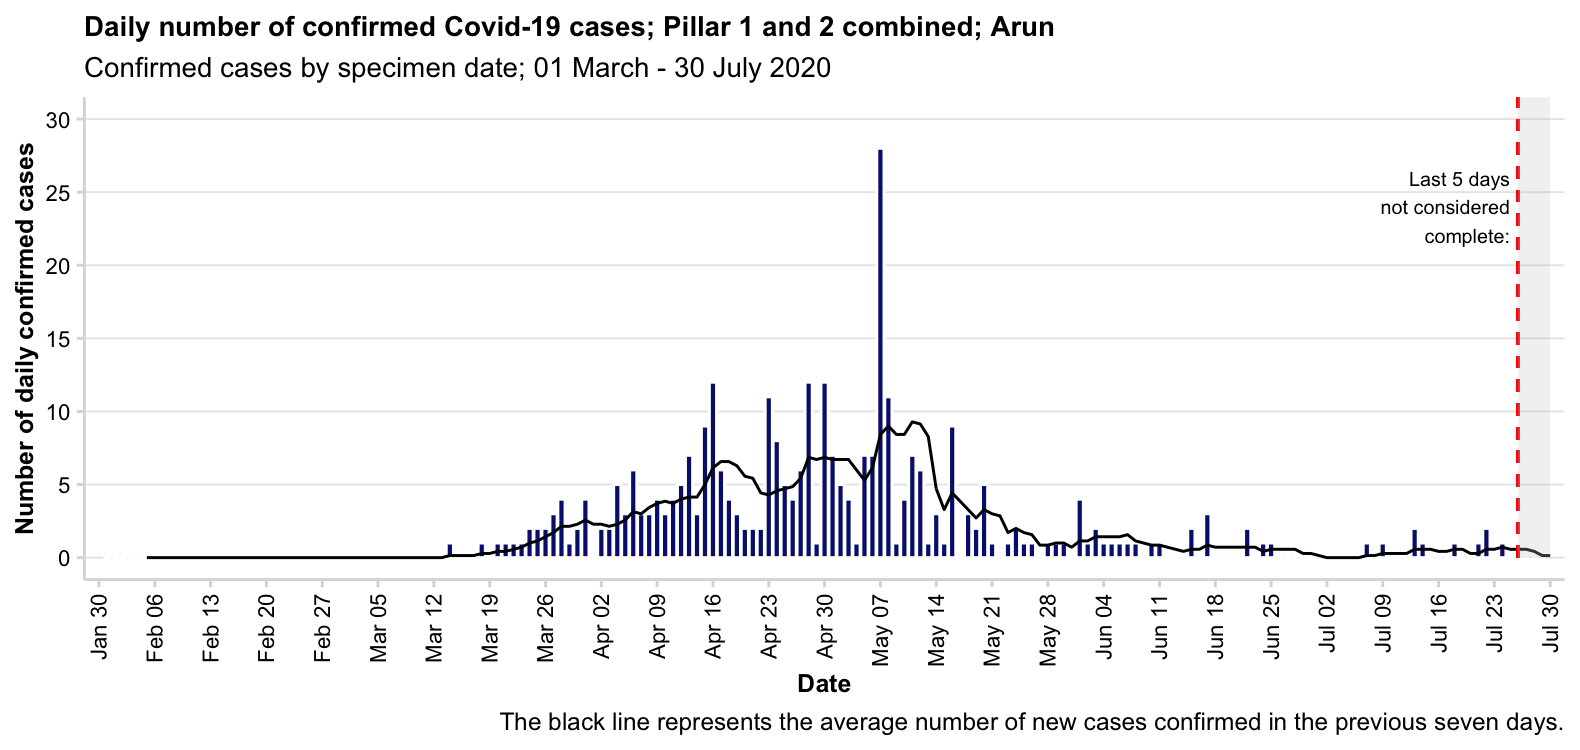 Daily number of confirmed Covid-19 cases; Pillar 1 and 2 combined; Arun
Confirmed cases by specimen date; 01 March - 30 July 2020
Number of daily confirmed cases
30
25
20
15
10
5
0
Last 5 days
not considered
complete:
Jan 30
Feb 06
Feb 13
Feb 20
Feb 27
Mar 05
Mar 12
Mar 19
Mar 26
Apr 02
Apr 09
Apr 16
Apr 23
Apr 30
May 07
May 14
May 21
May 28
Jun 04
Jun 11
Jun 18
Jun 25
Jul 02
Jul 09
Jul 16
Jul 23
Jul 30
Date
The black line represents the average number of new cases confirmed in the previous seven days.